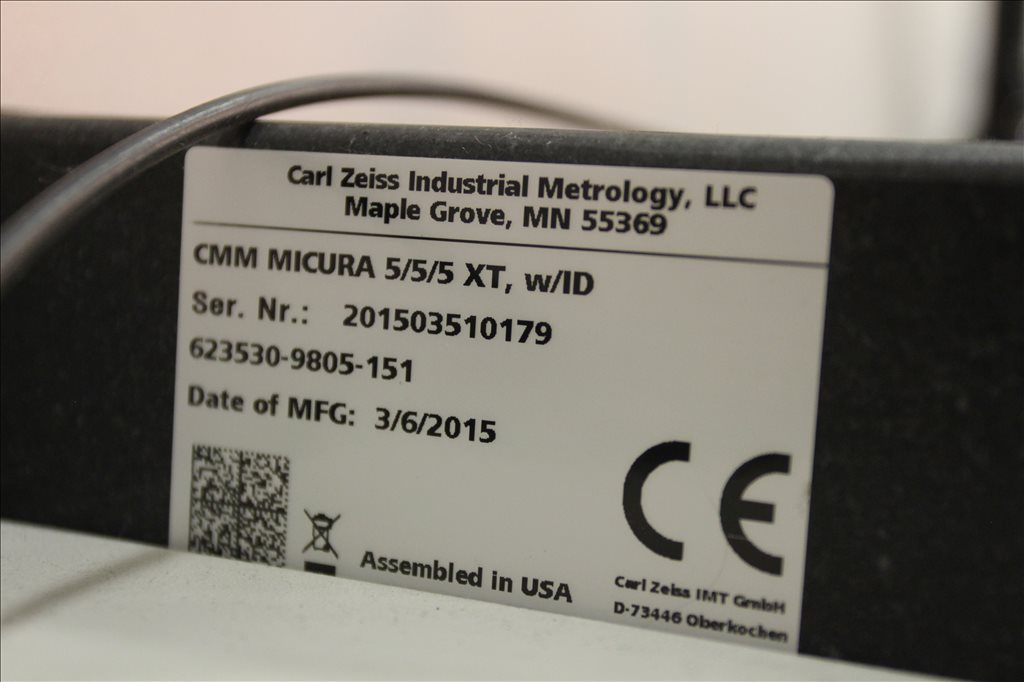 Carl Zeiss Industrial Metrology, LLC
Maple Grove, MN 55369
CMM MICURA 5/5/5 XT, w/ID
Ser. Nr.: 201503510179
623530-9805-151
Date of MFG: 3/6/2015
CE
Assembled in USA
Carl Zeiss IMT GmbH
D-73446 Oberkochen